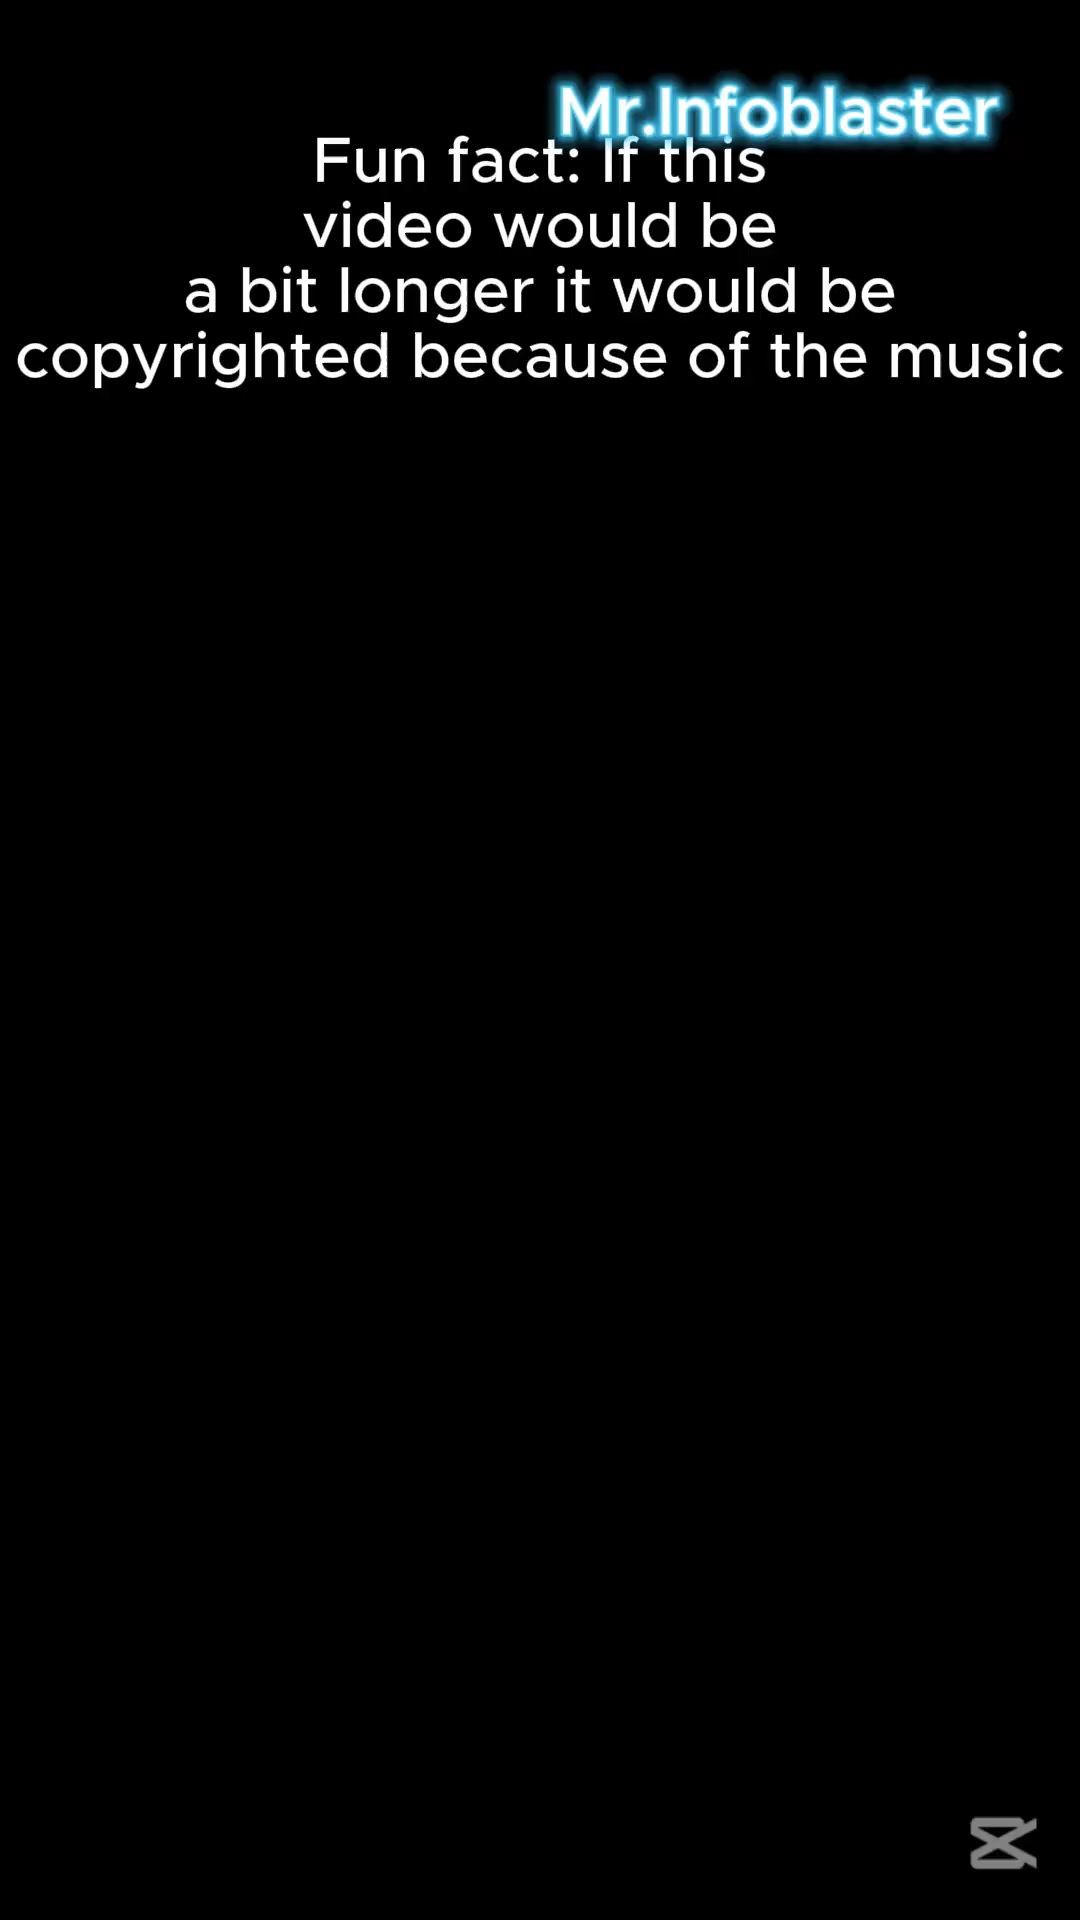 Mr.Infoblaster
Fun fact: If this
video would be
a bit longer it would be
copyrighted because of the music